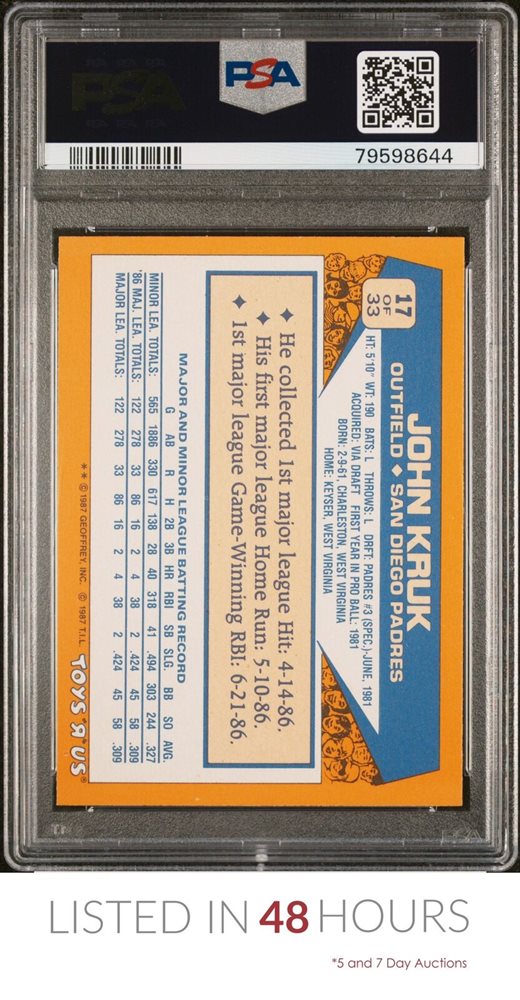 PSA
PSA
79598644
17
OF
33
JOHN KRUK
OUTFIELD ♦ SAN DIEGO PADRES
HT: 5'10" WT: 190 BATS: L THROWS: L DRFT: PADRES #3 (SPEC.)-JUNE, 1981
ACQUIRED: VIA DRAFT FIRST YEAR IN PRO BALL: 1981
BORN: 2-9-61, CHARLESTON, WEST VIRGINIA
HOME: KEYSER, WEST VIRGINIA
♦ He collected 1st major league Hit: 4-14-86.
♦ His first major league Home Run: 5-10-86.
♦ 1st major league Game-Winning RBI: 6-21-86.
MAJOR AND MINOR LEAGUE BATTING RECORD
G AB R H 2B 3B HR RBI SB SLG. BB SO AVG.
MINOR LEA. TOTALS: 565 1886 330 617 138 28 40 318 41 .494 303 244 .327
'86 MAJ. LEA. TOTALS: 122 278 33 86 16 2 4 38 2 .424 45 58 .309
MAJOR LEA. TOTALS: 122 278 33 86 16 2 4 38 2 .424 45 58 .309
** © 1987 GEOFFREY, INC. © 1987 T.I.L. TOYS "R" US®
LISTED IN 48 HOURS
*5 and 7 Day Auctions